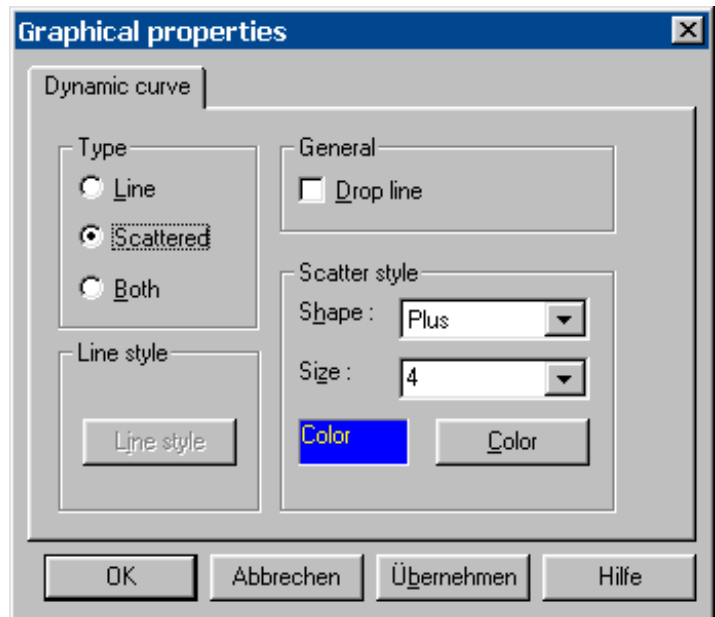 Graphical properties
Dynamic curve
Type
Line
Scattered
Both
General
Drop line
Scatter style
Shape : Plus
Size : 4
Color Color
Line style
Line style
OK Abbrechen Übernehmen Hilfe